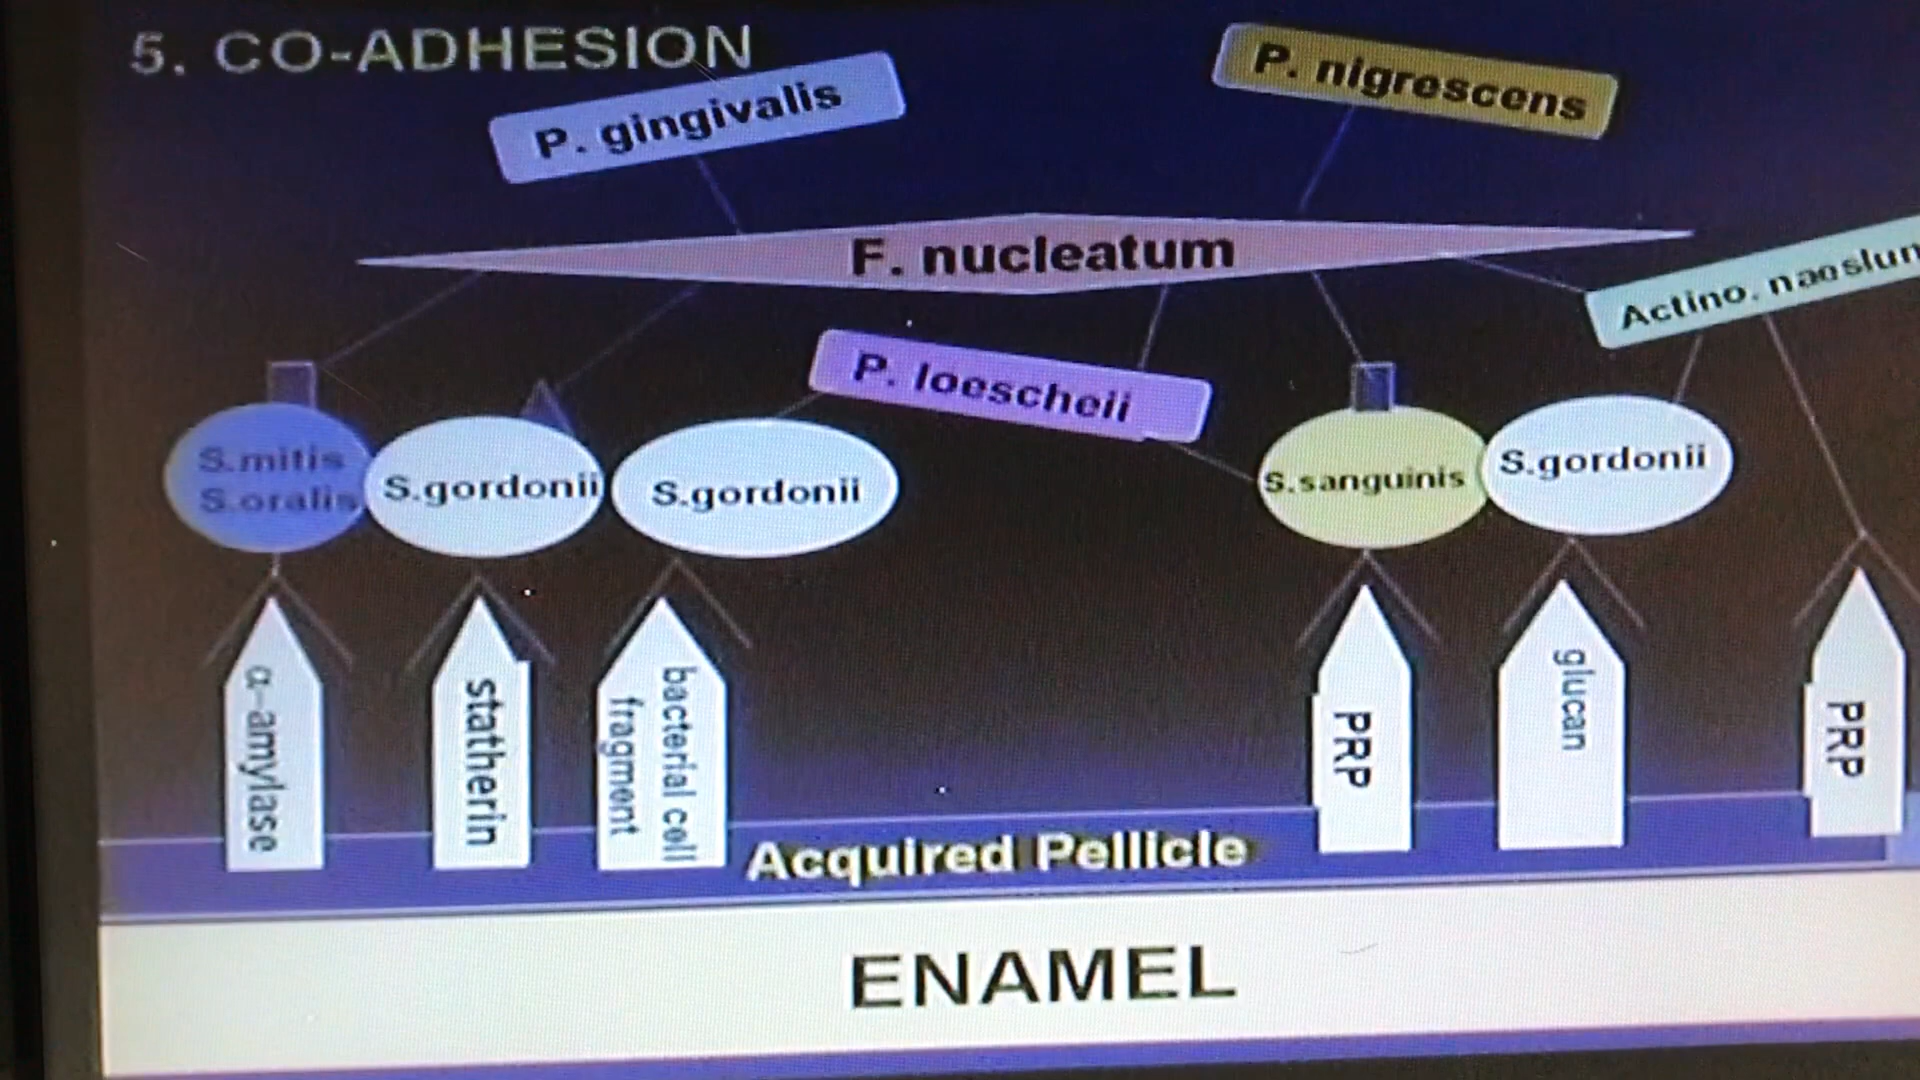 5. CO-ADHESION
P. gingivalis
P. nigrescens
F. nucleatum
Actino. naeslun
P. loescheii
S.mitis
S.oralis
S.gordonii
S.gordonii
S.sanguinis
S.gordonii
α-amylase
statherin
bacterial cell
fragment
PRP
glucan
PRP
Acquired Pellicle
ENAMEL